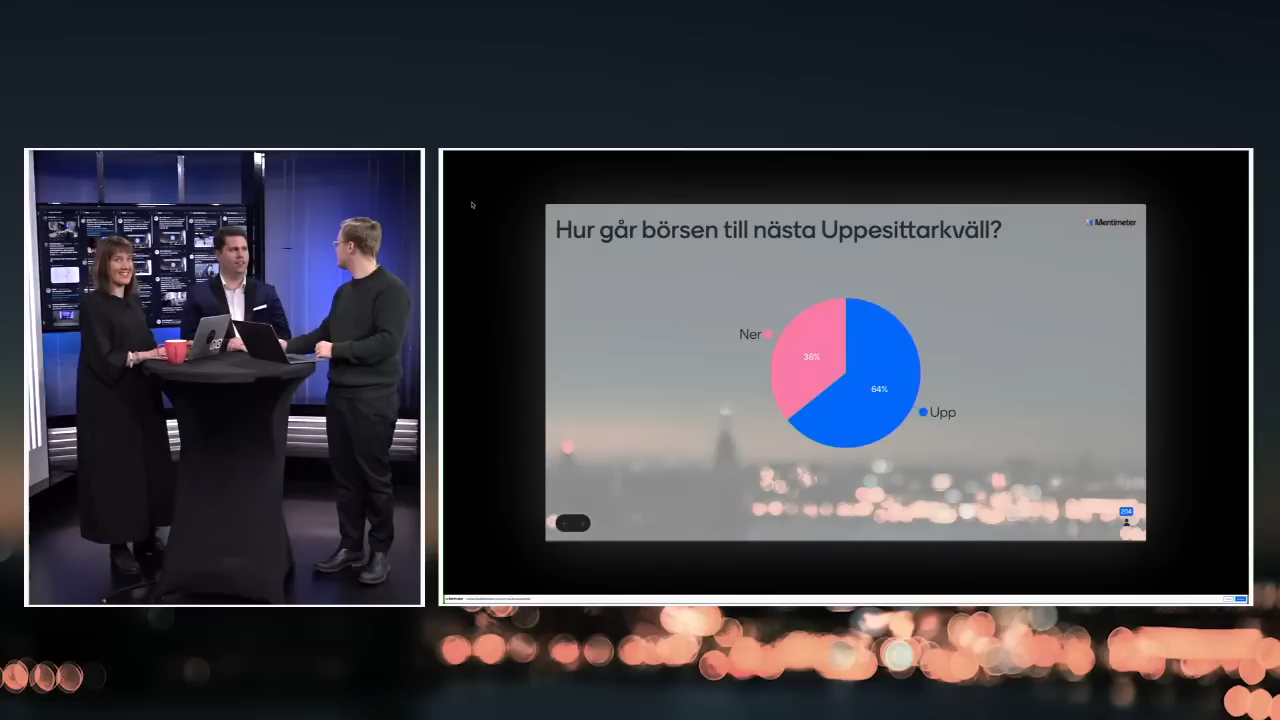 Hur går börsen till nästa Uppesittarkväll?
Mentimeter
Ner
36%
64%
Upp
204